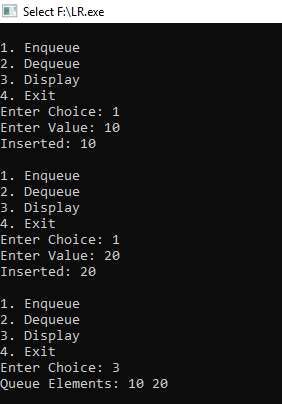 Select F:\LR.exe
1. Enqueue
2. Dequeue
3. Display
4. Exit
Enter Choice: 1
Enter Value: 10
Inserted: 10
1. Enqueue
2. Dequeue
3. Display
4. Exit
Enter Choice: 1
Enter Value: 20
Inserted: 20
1. Enqueue
2. Dequeue
3. Display
4. Exit
Enter Choice: 3
Queue Elements: 10 20